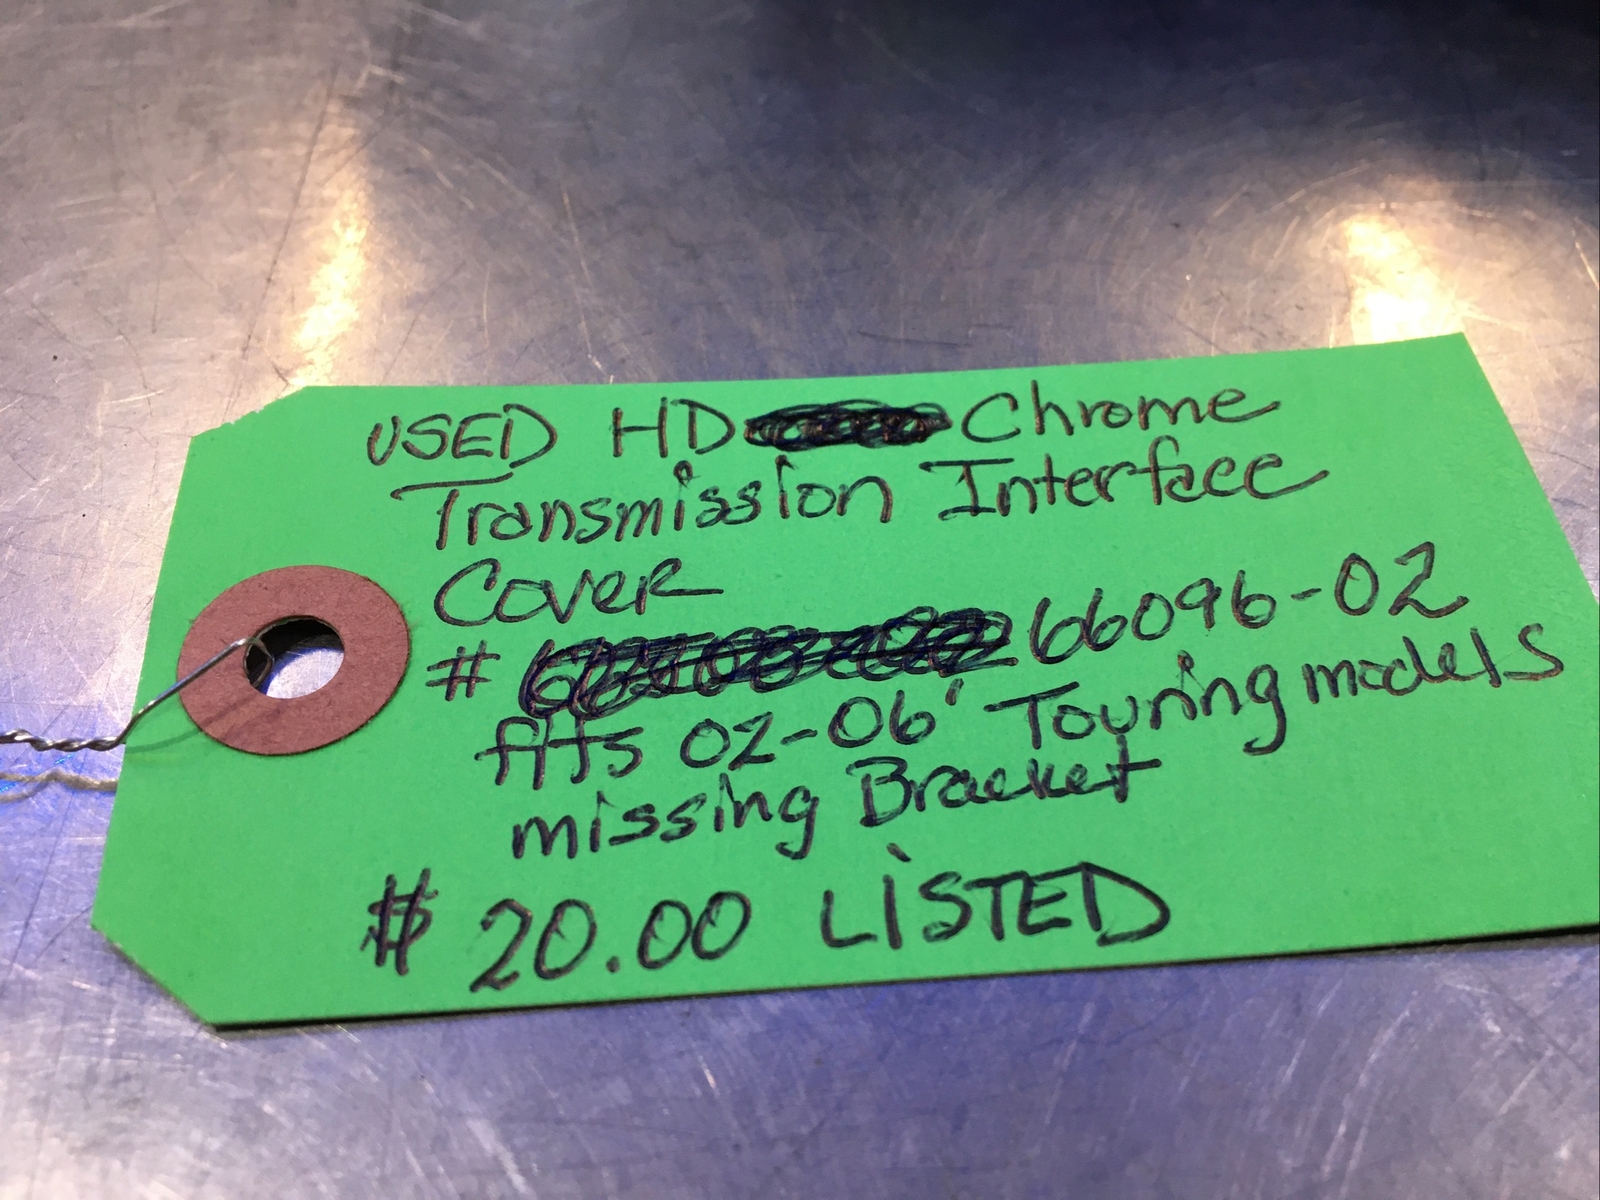 USED HD Chrome
Transmission Interface
Cover
# 66096-02
fits 02-06' Touring models
missing Bracket
$ 20.00 LiSTED